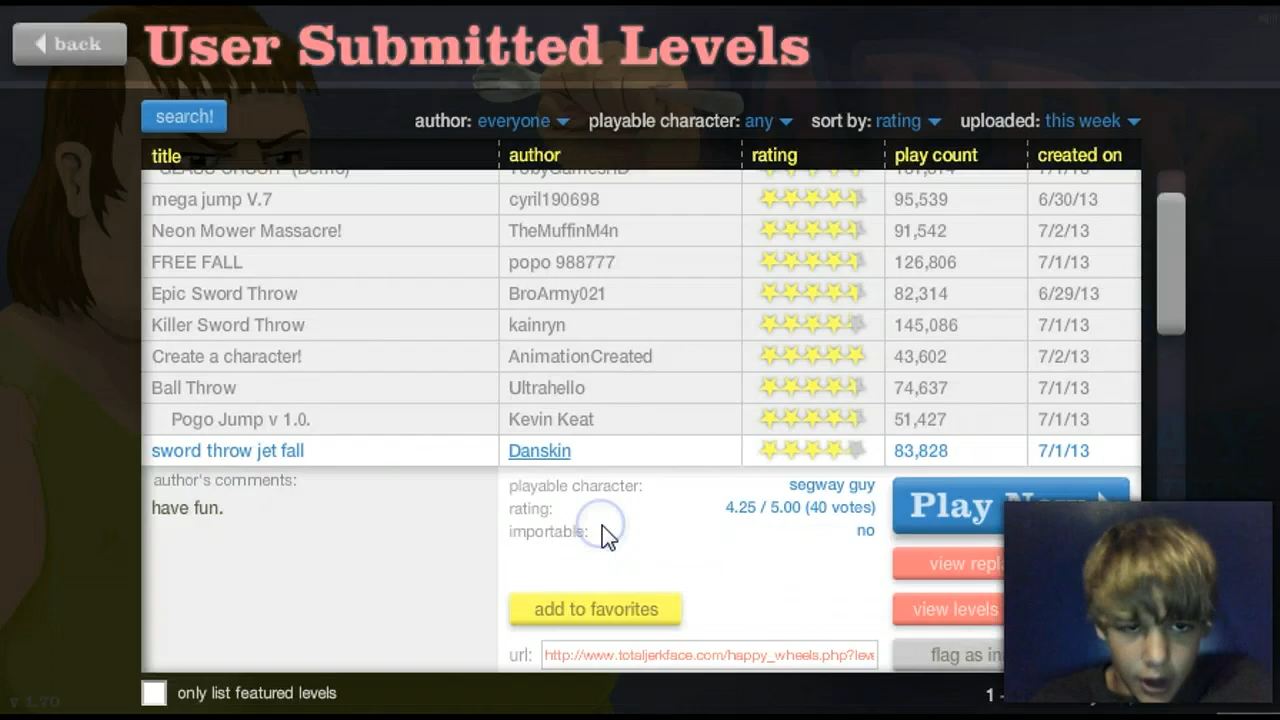 back
User Submitted Levels
search!
author: everyone playable character: any sort by: rating uploaded: this week
title author rating play count created on
mega jump V.7 cyril190698 95,539 6/30/13
Neon Mower Massacre! TheMuffinM4n 91,542 7/2/13
FREE FALL popo 988777 126,806 7/1/13
Epic Sword Throw BroArmy021 82,314 6/29/13
Killer Sword Throw kainryn 145,086 7/1/13
Create a character! AnimationCreated 43,602 7/2/13
Ball Throw Ultrahello 74,637 7/1/13
Pogo Jump v 1.0. Kevin Keat 51,427 7/1/13
sword throw jet fall Danskin 83,828 7/1/13
author's comments:
have fun.
playable character: segway guy
rating: 4.25 / 5.00 (40 votes)
importable: no
Play
view
add to favorites
view levels
flag as
url: http://www.totaljerkface.com/happy_wheels.php?leve
only list featured levels
1 -
v 1.70